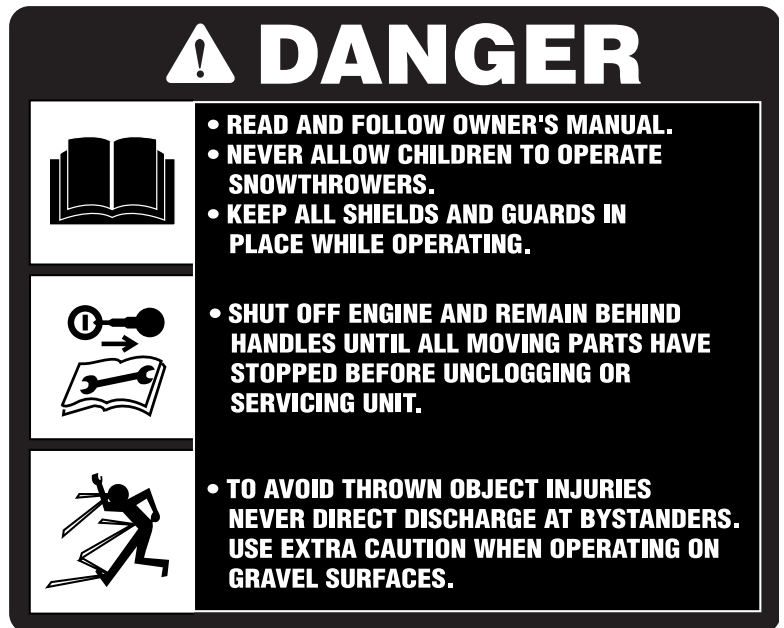 DANGER
• READ AND FOLLOW OWNER'S MANUAL.
• NEVER ALLOW CHILDREN TO OPERATE
SNOWTHROWERS.
• KEEP ALL SHIELDS AND GUARDS IN
PLACE WHILE OPERATING.
• SHUT OFF ENGINE AND REMAIN BEHIND
HANDLES UNTIL ALL MOVING PARTS HAVE
STOPPED BEFORE UNCLOGGING OR
SERVICING UNIT.
• TO AVOID THROWN OBJECT INJURIES
NEVER DIRECT DISCHARGE AT BYSTANDERS.
USE EXTRA CAUTION WHEN OPERATING ON
GRAVEL SURFACES.